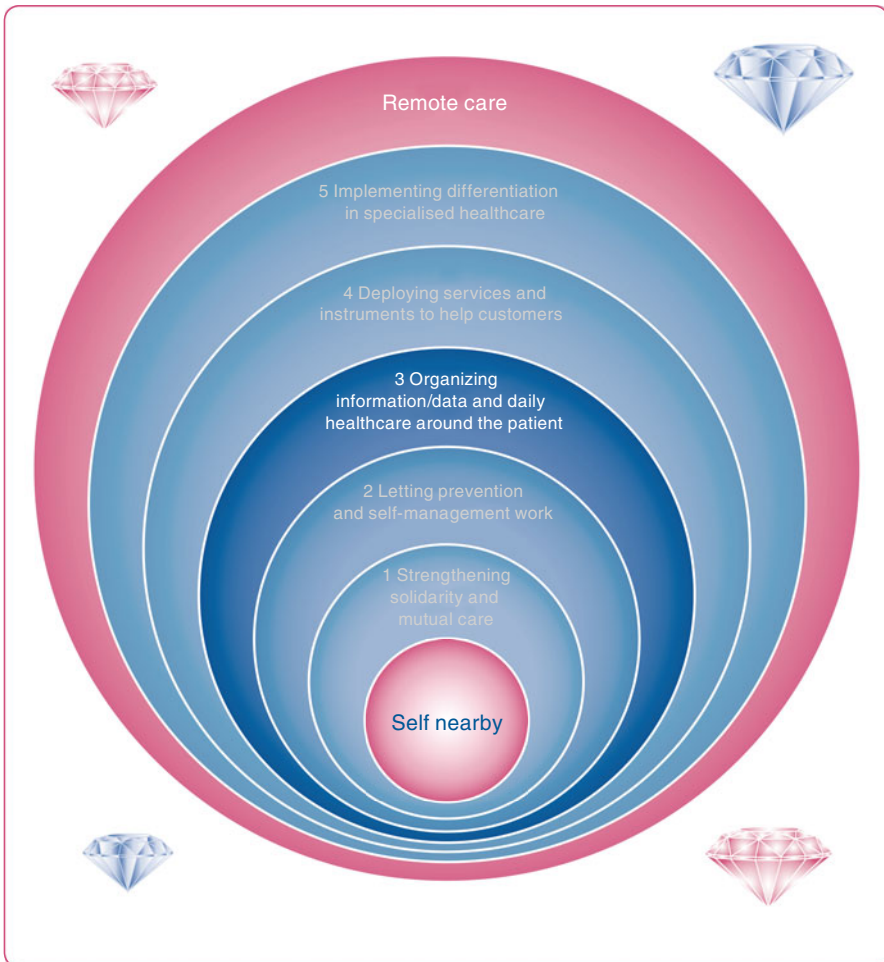 Remote care
5 Implementing differentiation
in specialised healthcare
4 Deploying services and
instruments to help customers
3 Organizing
information/data and daily
healthcare around the patient
2 Letting prevention
and self-management work
1 Strengthening
solidarity and
mutual care
Self nearby